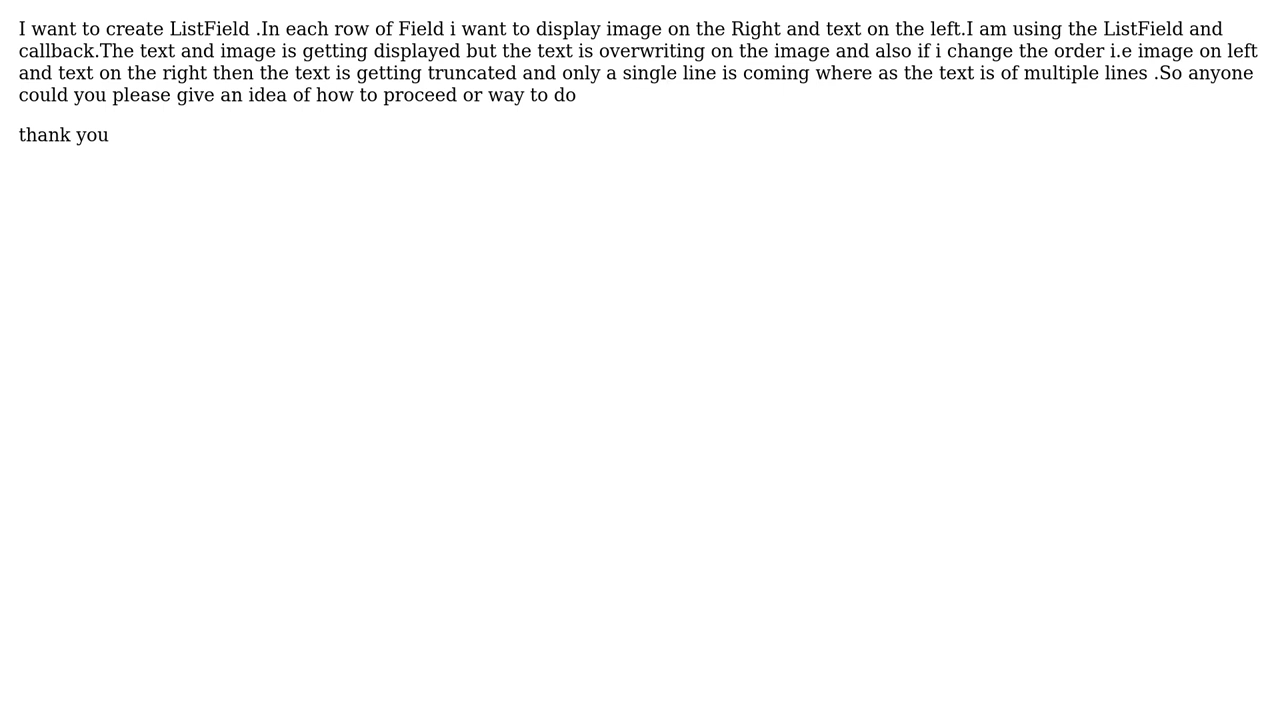 I want to create ListField .In each row of Field i want to display image on the Right and text on the left.I am using the ListField and
callback.The text and image is getting displayed but the text is overwriting on the image and also if i change the order i.e image on left
and text on the right then the text is getting truncated and only a single line is coming where as the text is of multiple lines .So anyone
could you please give an idea of how to proceed or way to do
thank you